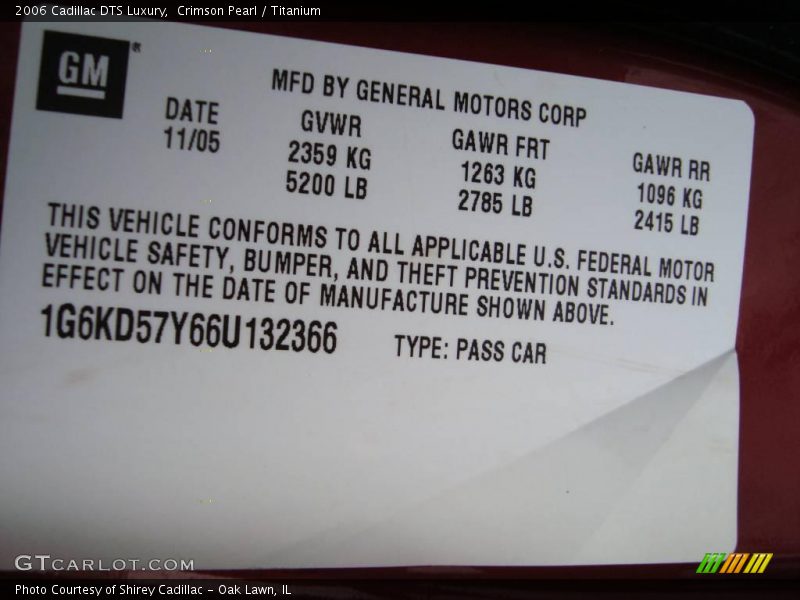 2006 Cadillac DTS Luxury,  Crimson Pearl / Titanium
GM®
MFD BY GENERAL MOTORS CORP
DATE GVWR GAWR FRT GAWR RR
11/05 2359 KG 1263 KG 1096 KG
5200 LB 2785 LB 2415 LB
THIS VEHICLE CONFORMS TO ALL APPLICABLE U.S. FEDERAL MOTOR
VEHICLE SAFETY, BUMPER, AND THEFT PREVENTION STANDARDS IN
EFFECT ON THE DATE OF MANUFACTURE SHOWN ABOVE.
1G6KD57Y66U132366 TYPE: PASS CAR
GTCARLOT.COM
Photo Courtesy of Shirey Cadillac - Oak Lawn, IL